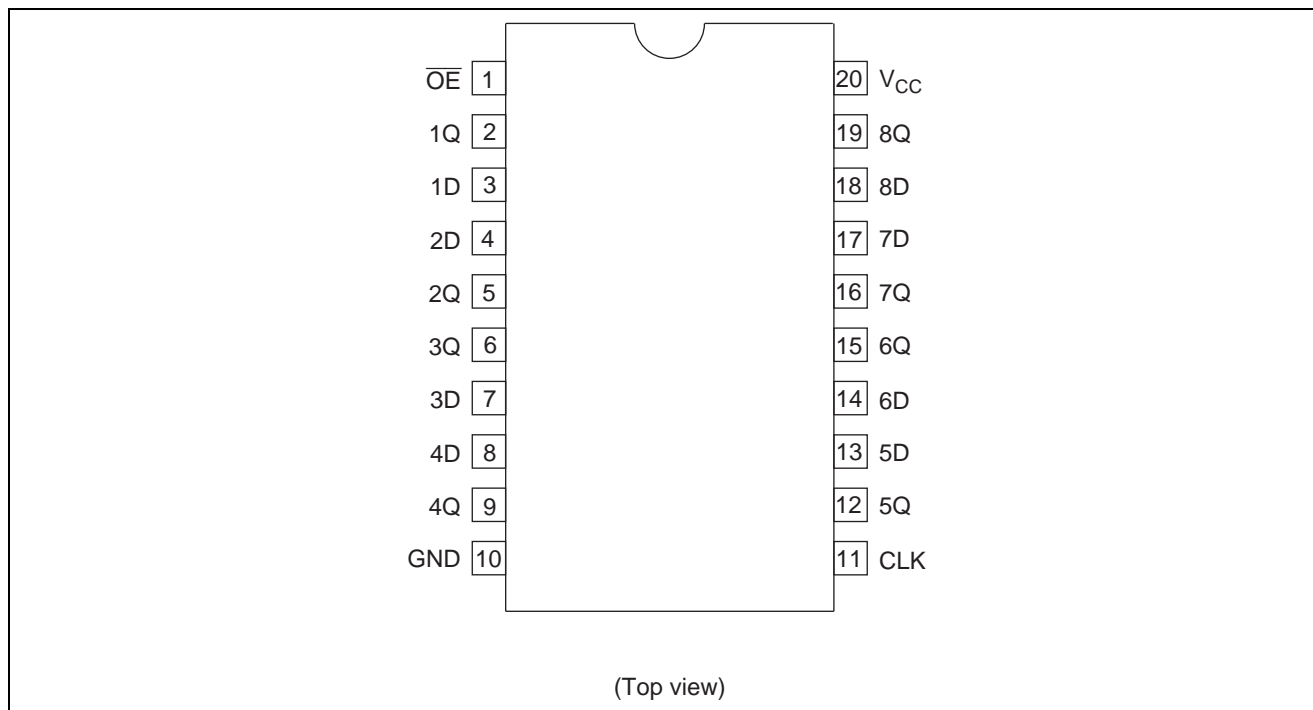 OE 1 20 VCC
1Q 2 19 8Q
1D 3 18 8D
2D 4 17 7D
2Q 5 16 7Q
3Q 6 15 6Q
3D 7 14 6D
4D 8 13 5D
4Q 9 12 5Q
GND 10 11 CLK
(Top view)